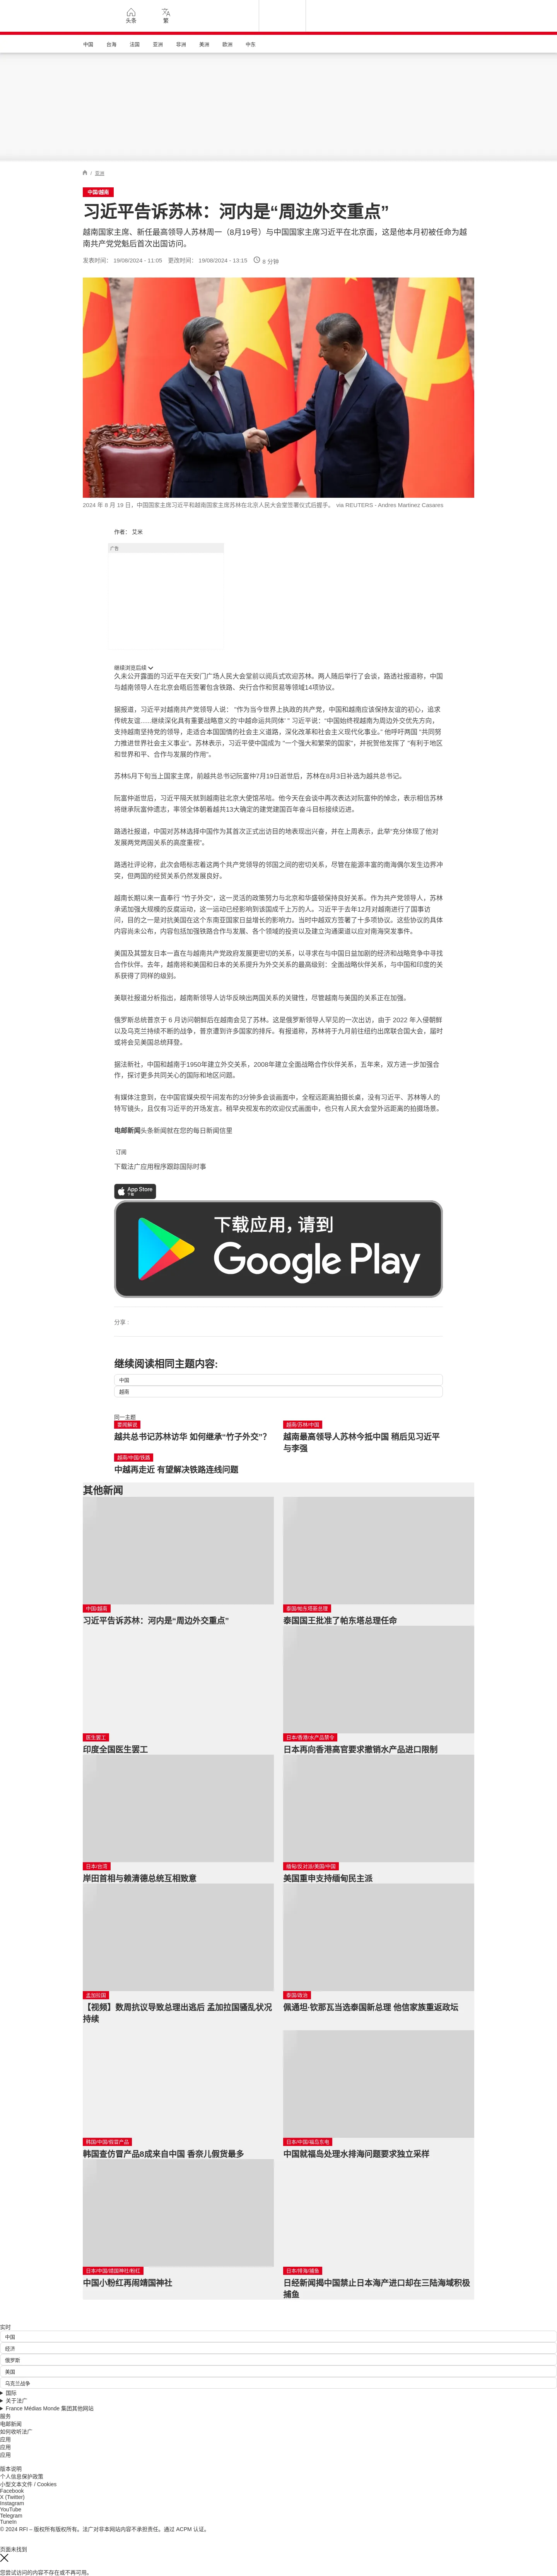 头条
繁
中国
台海
法国
亚洲
非洲
美洲
欧洲
中东
/ 亚洲
中国/越南
习近平告诉苏林：河内是“周边外交重点”
越南国家主席、新任最高领导人苏林周一（8月19号）与中国国家主席习近平在北京面，这是他本月初被任命为越
南共产党党魁后首次出国访问。
发表时间： 19/08/2024 - 11:05 更改时间： 19/08/2024 - 13:15 6 分钟
2024 年 8 月 19 日，中国国家主席习近平和越南国家主席苏林在北京人民大会堂签署仪式后握手。 via REUTERS - Andres Martinez Casares
作者： 艾米
广告
继续浏览后续
久未公开露面的习近平在天安门广场人民大会堂前以阅兵式欢迎苏林。两人随后举行了会谈，路透社报道称，中国
与越南领导人在北京会晤后签署包含铁路、央行合作和贸易等领域14项协议。
据报道，习近平对越南共产党领导人说： “作为当今世界上执政的共产党，中国和越南应该保持友谊的初心，追求
传统友谊......继续深化具有重要战略意义的‘中越命运共同体’ ” 习近平说：“中国始终视越南为周边外交优先方向，
支持越南坚持党的领导，走适合本国国情的社会主义道路，深化改革和社会主义现代化事业。” 他呼吁两国 “共同努
力推进世界社会主义事业”。苏林表示，习近平使中国成为 “一个强大和繁荣的国家”，并祝贺他发挥了 “有利于地区
和世界和平、合作与发展的作用”。
苏林5月下旬当上国家主席，前越共总书记阮富仲7月19日逝世后，苏林在8月3日补选为越共总书记。
阮富仲逝世后，习近平隔天就到越南驻北京大使馆吊唁。他今天在会谈中再次表达对阮富仲的悼念，表示相信苏林
将继承阮富仲遗志，率领全体朝着越共13大确定的建党建国百年奋斗目标接续迈进。
路透社报道，中国对苏林选择中国作为其首次正式出访目的地表现出兴奋，并在上周表示，此举“充分体现了他对
发展两党两国关系的高度重视”。
路透社评论称，此次会晤标志着这两个共产党领导的邻国之间的密切关系，尽管在能源丰富的南海偶尔发生边界冲
突，但两国的经贸关系仍然发展良好。
越南长期以来一直奉行 “竹子外交”，这一灵活的政策努力与北京和华盛顿保持良好关系。作为共产党领导人，苏林
承诺加强大规模的反腐运动，这一运动已经影响到该国成千上万的人。习近平于去年12月对越南进行了国事访
问，目的之一是对抗美国在这个东南亚国家日益增长的影响力。当时中越双方签署了十多项协议。这些协议的具体
内容尚未公布，内容包括加强铁路合作与发展、各个领域的投资以及建立沟通渠道以应对南海突发事件。
美国及其盟友日本一直在与越南共产党政府发展更密切的关系，以寻求在与中国日益加剧的经济和战略竞争中寻找
合作伙伴。去年，越南将和美国和日本的关系提升为外交关系的最高级别：全面战略伙伴关系，与中国和印度的关
系获得了同样的级别。
美联社报道分析指出，越南新领导人访华反映出两国关系的关键性，尽管越南与美国的关系正在加强。
俄罗斯总统普京于 6 月访问朝鲜后在越南会见了苏林。这是俄罗斯领导人罕见的一次出访，由于 2022 年入侵朝鲜
以及乌克兰持续不断的战争，普京遭到许多国家的排斥。有报道称，苏林将于九月前往纽约出席联合国大会，届时
或将会见美国总统拜登。
据法新社，中国和越南于1950年建立外交关系，2008年建立全面战略合作伙伴关系，五年来，双方进一步加强合
作，探讨更多共同关心的国际和地区问题。
有媒体注意到，在中国官媒央视午间发布的3分钟多会谈画面中，全程远距离拍摄长桌，没有习近平、苏林等人的
特写镜头，且仅有习近平的开场发言。稍早央视发布的欢迎仪式画面中，也只有人民大会堂外远距离的拍摄场景。
电邮新闻头条新闻就在您的每日新闻信里
订阅
下载法广应用程序跟踪国际时事
App Store
下载
下载应用，请到
Google Play
分享 :
继续阅读相同主题内容:
中国
越南
同一主题
要闻解说
越共总书记苏林访华 如何继承“竹子外交”？
越南/苏林/中国
越南最高领导人苏林今抵中国 稍后见习近平
与李强
越南/中国/铁路
中越再走近 有望解决铁路连线问题
其他新闻
中国/越南
习近平告诉苏林：河内是“周边外交重点”
泰国/帕东塔新总理
泰国国王批准了帕东塔总理任命
医生罢工
印度全国医生罢工
日本/香港/水产品禁令
日本再向香港高官要求撤销水产品进口限制
日本/台湾
岸田首相与赖清德总统互相致意
缅甸/反对派/美国/中国
美国重申支持缅甸民主派
孟加拉国
【视频】数周抗议导致总理出逃后 孟加拉国骚乱状况
持续
泰国/政治
佩通坦·钦那瓦当选泰国新总理 他信家族重返政坛
韩国/中国/假冒产品
韩国查仿冒产品8成来自中国 香奈儿假货最多
日本/中国/福岛东电
中国就福岛处理水排海问题要求独立采样
日本/中国/靖国神社/粉红
中国小粉红再闹靖国神社
日本/排海/捕鱼
日经新闻揭中国禁止日本海产进口却在三陆海域积极
捕鱼
实时
中国
经济
俄罗斯
美国
乌克兰战争
国际
关于法广
France Médias Monde 集团其他网站
服务
电邮新闻
如何收听法广
应用
应用
应用
版本说明
个人信息保护政策
小型文本文件 / Cookies
Facebook
X (Twitter)
Instagram
YouTube
Telegram
TuneIn
© 2024 RFI – 版权所有版权所有。法广对非本网站内容不承担责任。通过 ACPM 认证。
页面未找到
您尝试访问的内容不存在或不再可用。